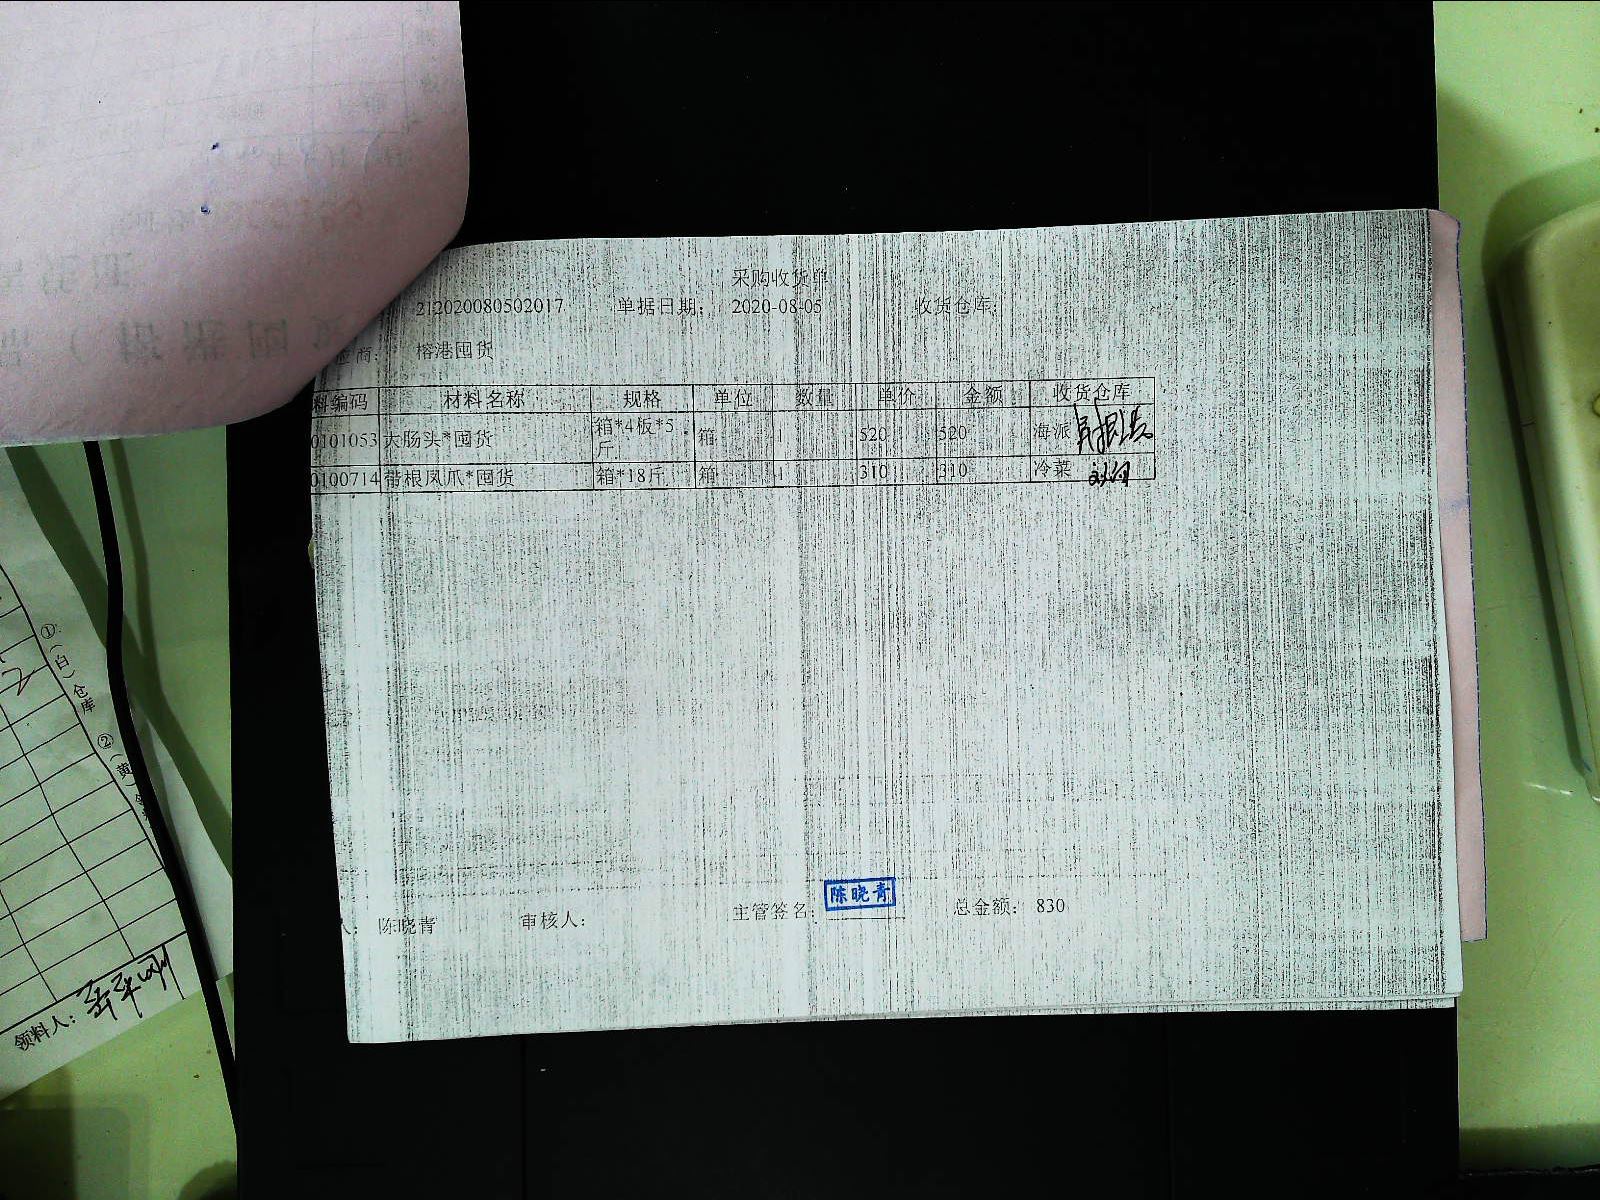 采购收货单
212020080502017 单据日期： 2020-08-05 收货仓库：
应商： 榕港囤货
料编码 材料名称 规格 单位 数量 单价 金额 收货仓库
0101053 大肠头*囤货 箱*4板*5斤 箱 1 520 520 海派
0100714 带根凤爪*囤货 箱*18斤 箱 1 310 310 冷菜
人： 陈晓青 审核人： 主管签名： 陈晓青 总金额： 830
①：（白）仓库 ②（黄）
领料人：